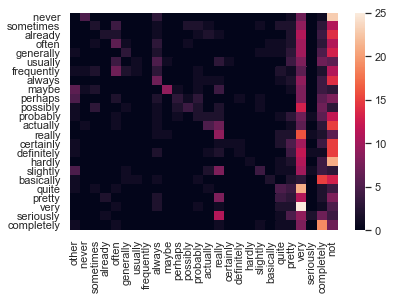 never
sometimes
already
often
generally
usually
frequently
always
maybe
perhaps
possibly
probably
actually
really
certainly
definitely
hardly
slightly
basically
quite
pretty
very
seriously
completely
other
never
sometimes
already
often
generally
usually
frequently
always
maybe
perhaps
possibly
probably
actually
really
certainly
definitely
hardly
slightly
basically
quite
pretty
very
seriously
completely
not
25
20
15
10
5
0